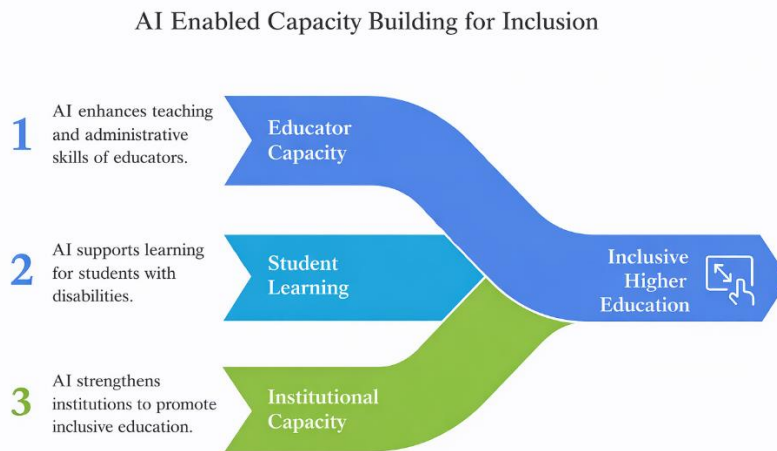 AI Enabled Capacity Building for Inclusion
1
AI enhances teaching
and administrative
skills of educators.
Educator
Capacity
2
AI supports learning
for students with
disabilities.
Student
Learning
Inclusive
Higher
Education
3
AI strengthens
institutions to promote
inclusive education.
Institutional
Capacity